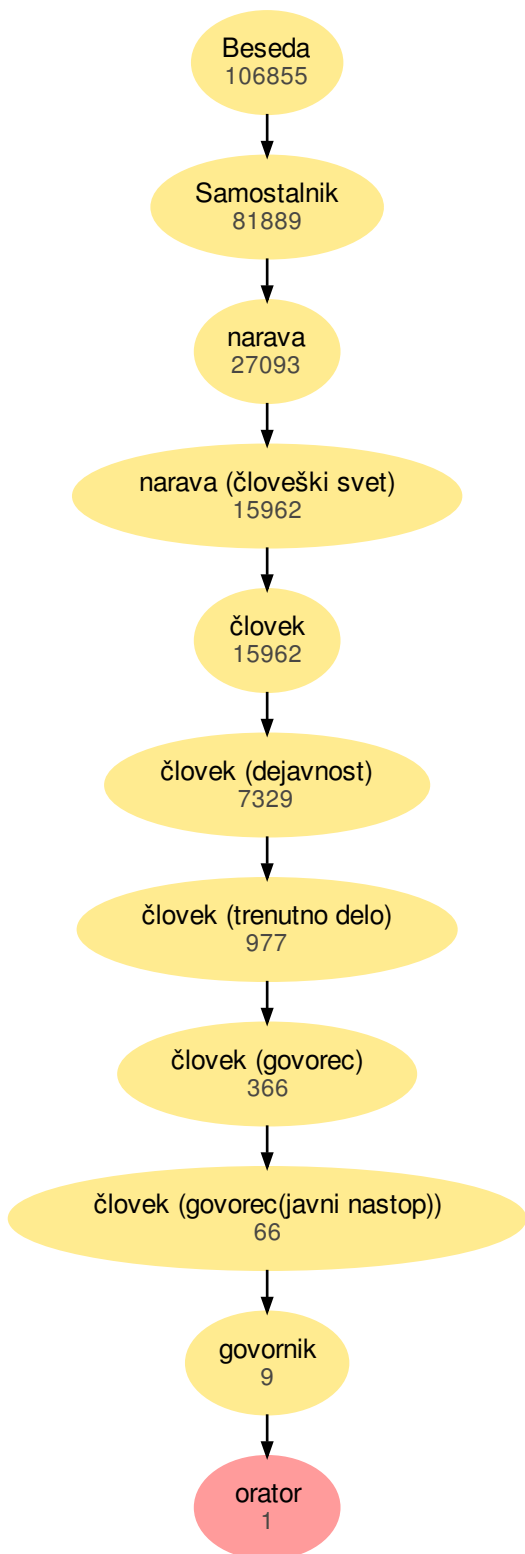 Beseda
106855
Samostalnik
81889
narava
27093
narava (človeški svet)
15962
človek
15962
človek (dejavnost)
7329
človek (trenutno delo)
977
človek (govorec)
366
človek (govorec(javni nastop))
66
govornik
9
orator
1